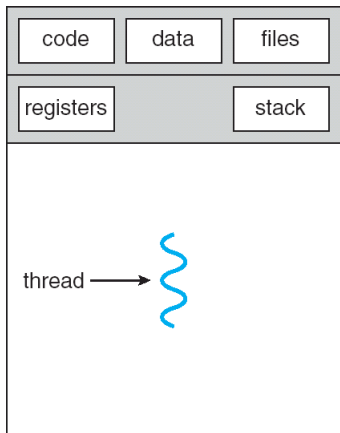 code data files
registers stack
thread